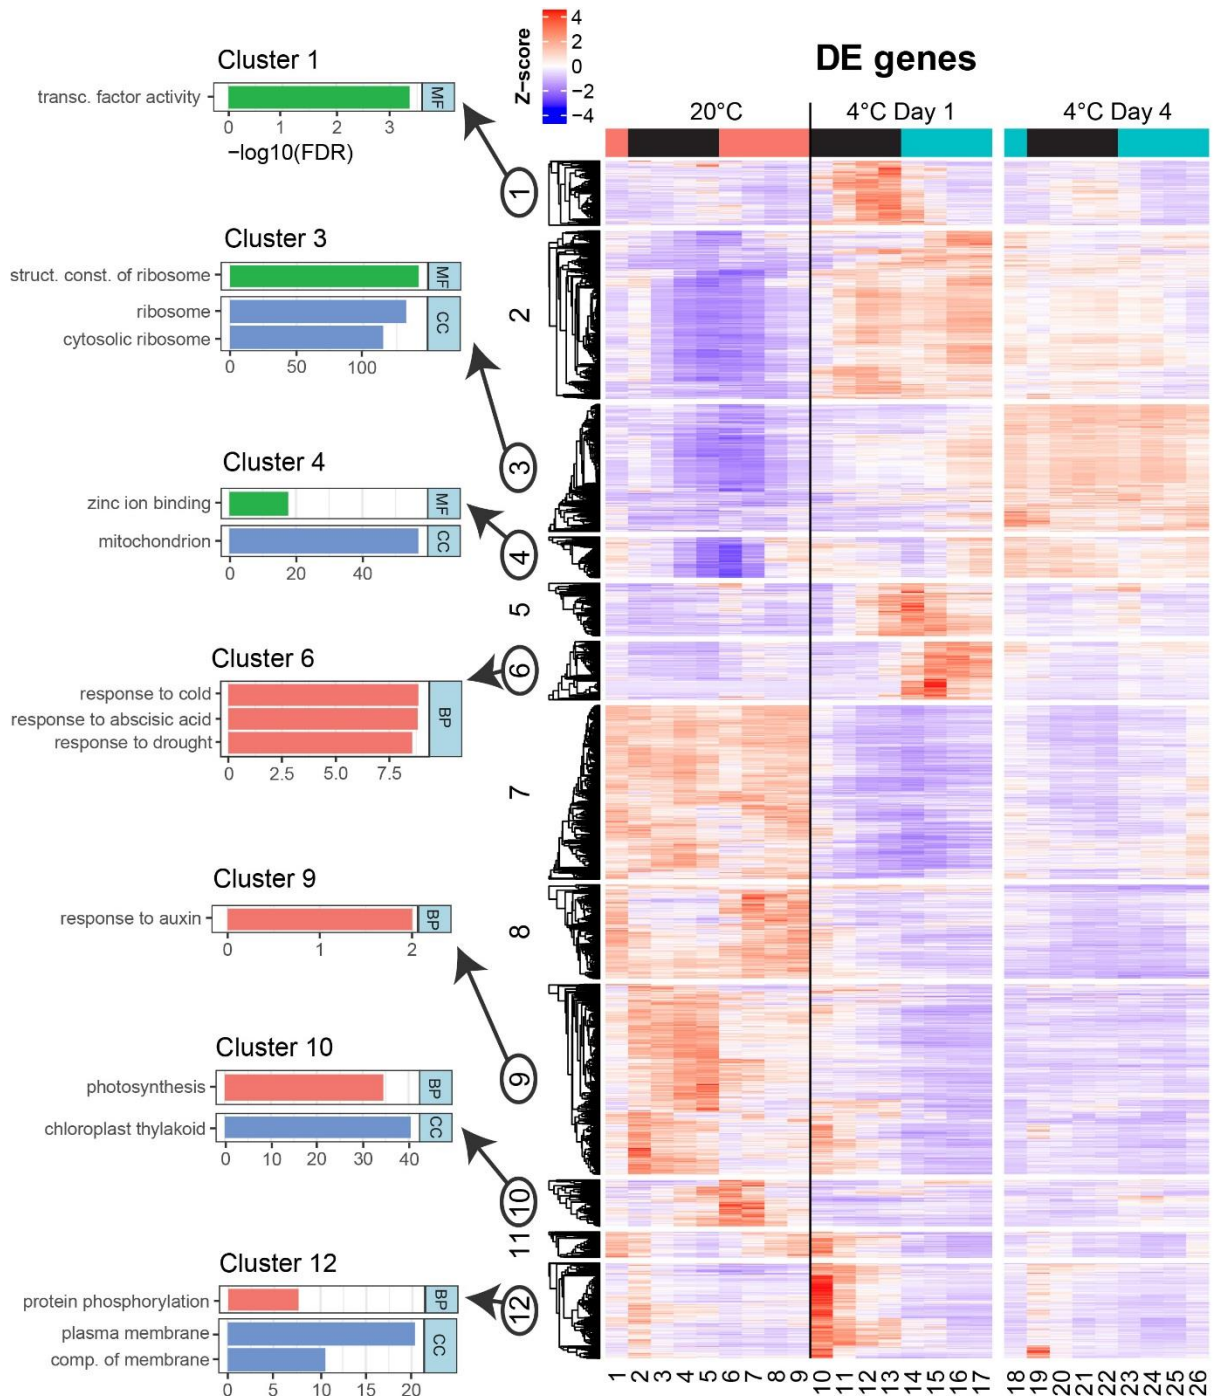 DE genes
Z-score
4
2
0
−2
−4
20°C
4°C Day 1
4°C Day 4
Cluster 1
transc. factor activity
MF
0 1 2 3
−log10(FDR)
Cluster 3
struct. const. of ribosome
MF
ribosome
cytosolic ribosome
CC
0 50 100
Cluster 4
zinc ion binding
MF
mitochondrion
CC
0 20 40
Cluster 6
response to cold
response to abscisic acid
response to drought
BP
0 2.5 5.0 7.5
Cluster 9
response to auxin
BP
0 1 2
Cluster 10
photosynthesis
BP
chloroplast thylakoid
CC
0 10 20 30 40
Cluster 12
protein phosphorylation
BP
plasma membrane
comp. of membrane
CC
0 5 10 15 20
1
2
3
4
5
6
7
8
9
10
11
12
1 2 3 4 5 6 7 8 9 10 11 12 13 14 15 16 17 18 19 20 21 22 23 24 25 26